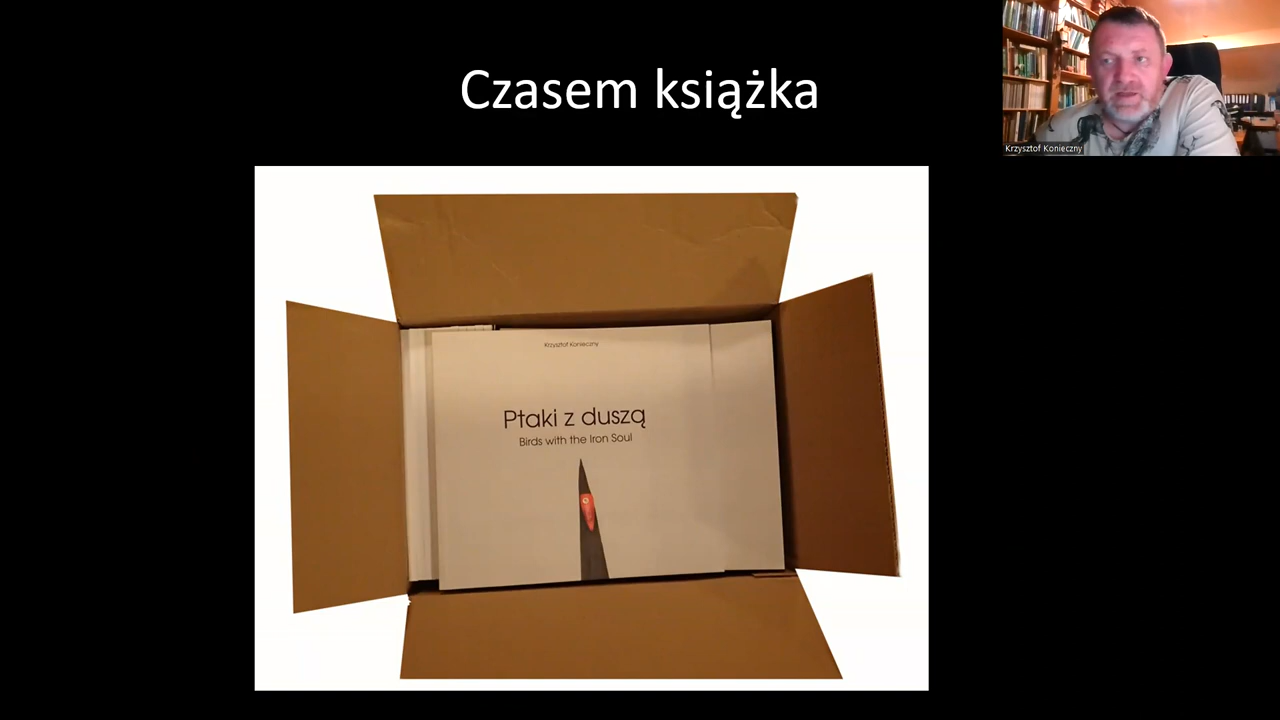 Czasem książka
Krzysztof Konieczny
Krzysztof Konieczny
Ptaki z duszą
Birds with the Iron Soul